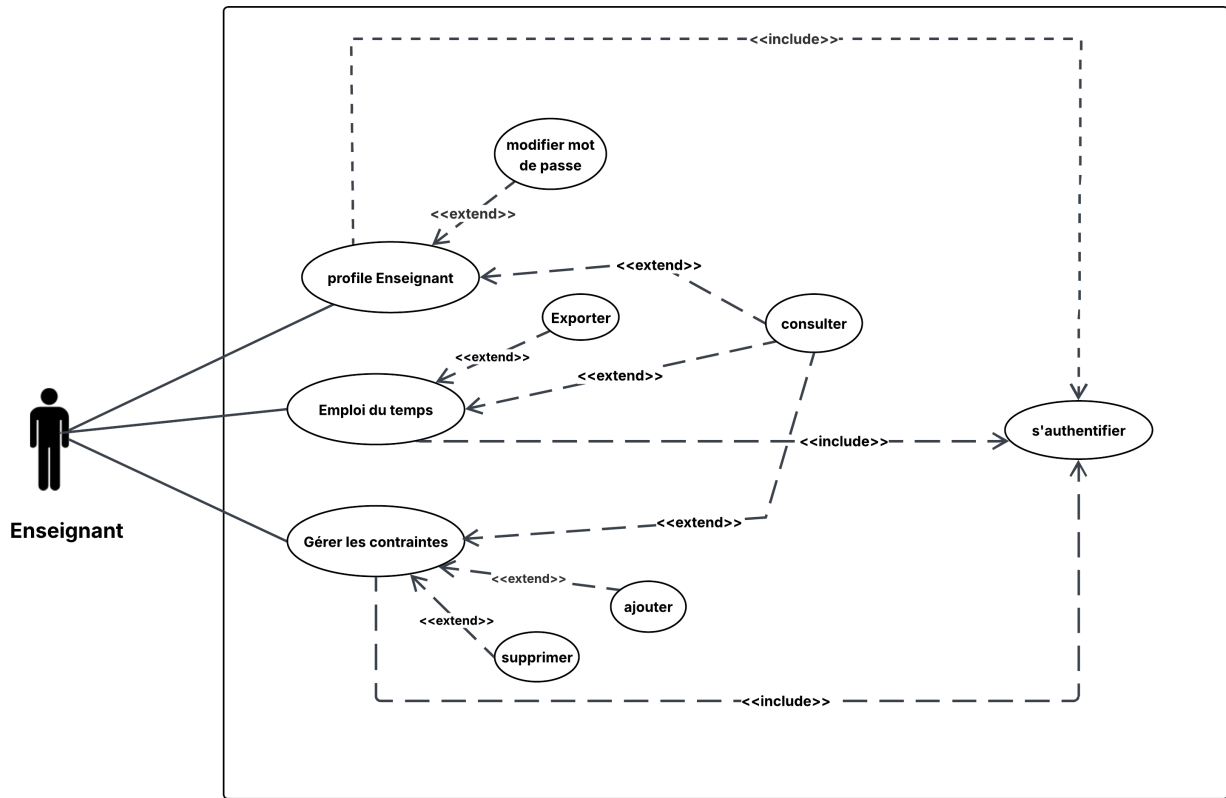 <<include>>
modifier mot
de passe
<<extend>>
profile Enseignant
<<extend>>
Exporter
consulter
<<extend>>
<<extend>>
Emploi du temps
s'authentifier
<<include>>
Enseignant
<<extend>>
Gérer les contraintes
<<extend>>
ajouter
<<extend>>
supprimer
<<include>>